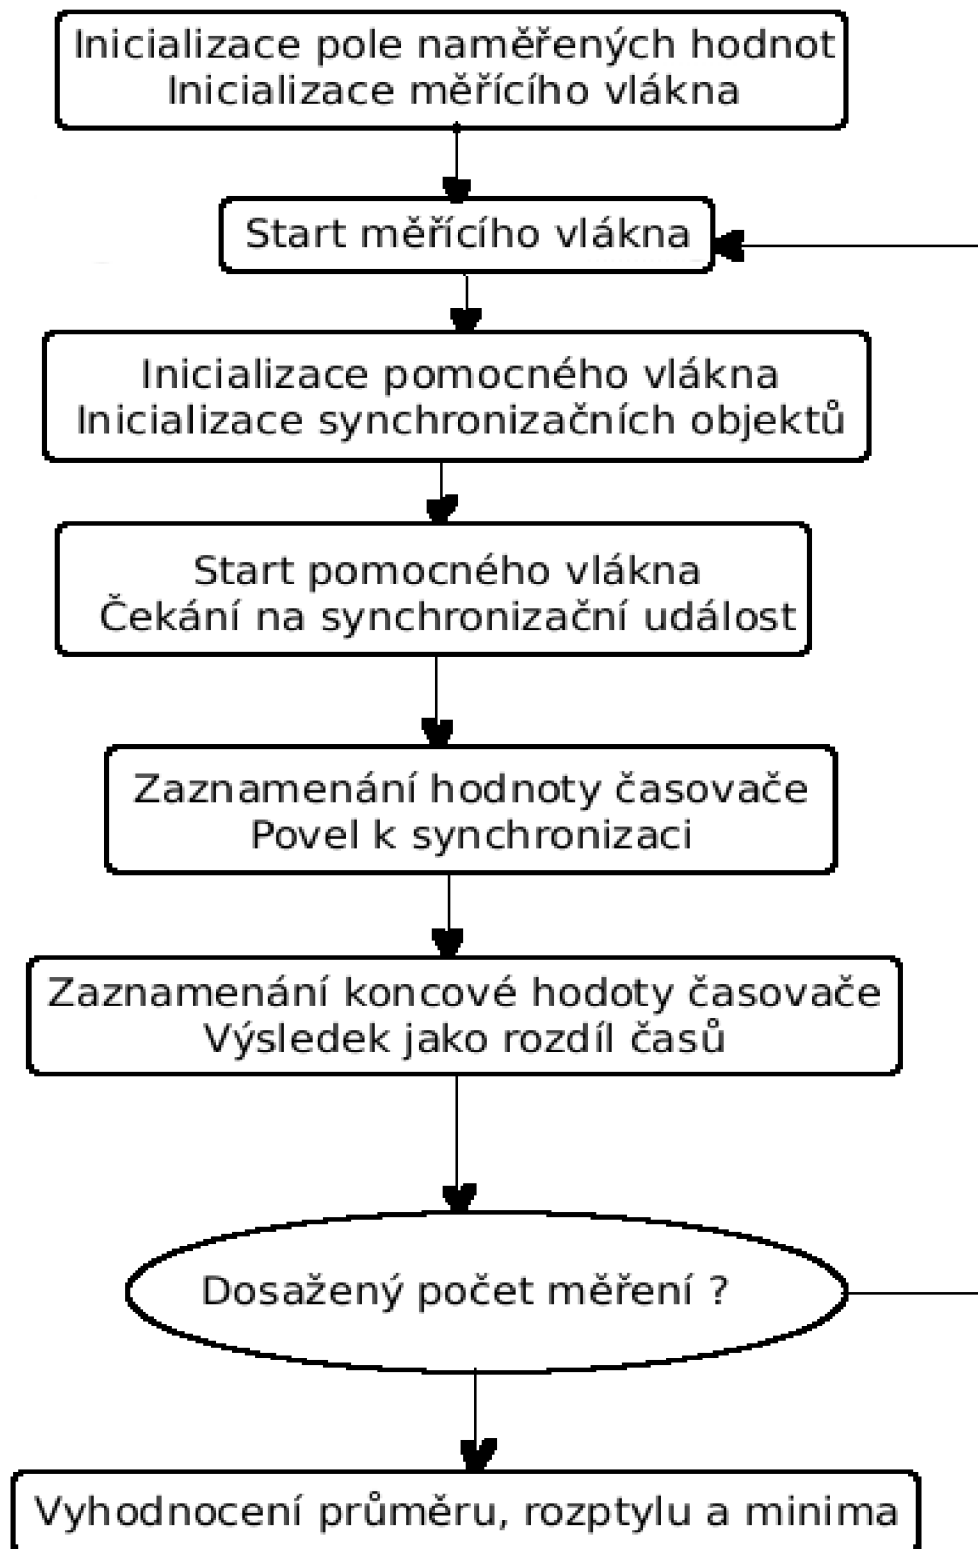 Inicializace pole naměřených hodnot
Inicializace měřícího vlákna
Start měřícího vlákna
Inicializace pomocného vlákna
Inicializace synchronizačních objektů
Start pomocného vlákna
Čekání na synchronizační událost
Zaznamenání hodnoty časovače
Povel k synchronizaci
Zaznamenání koncové hodoty časovače
Výsledek jako rozdíl časů
Dosažený počet měření ?
Vyhodnocení průměru, rozptylu a minima